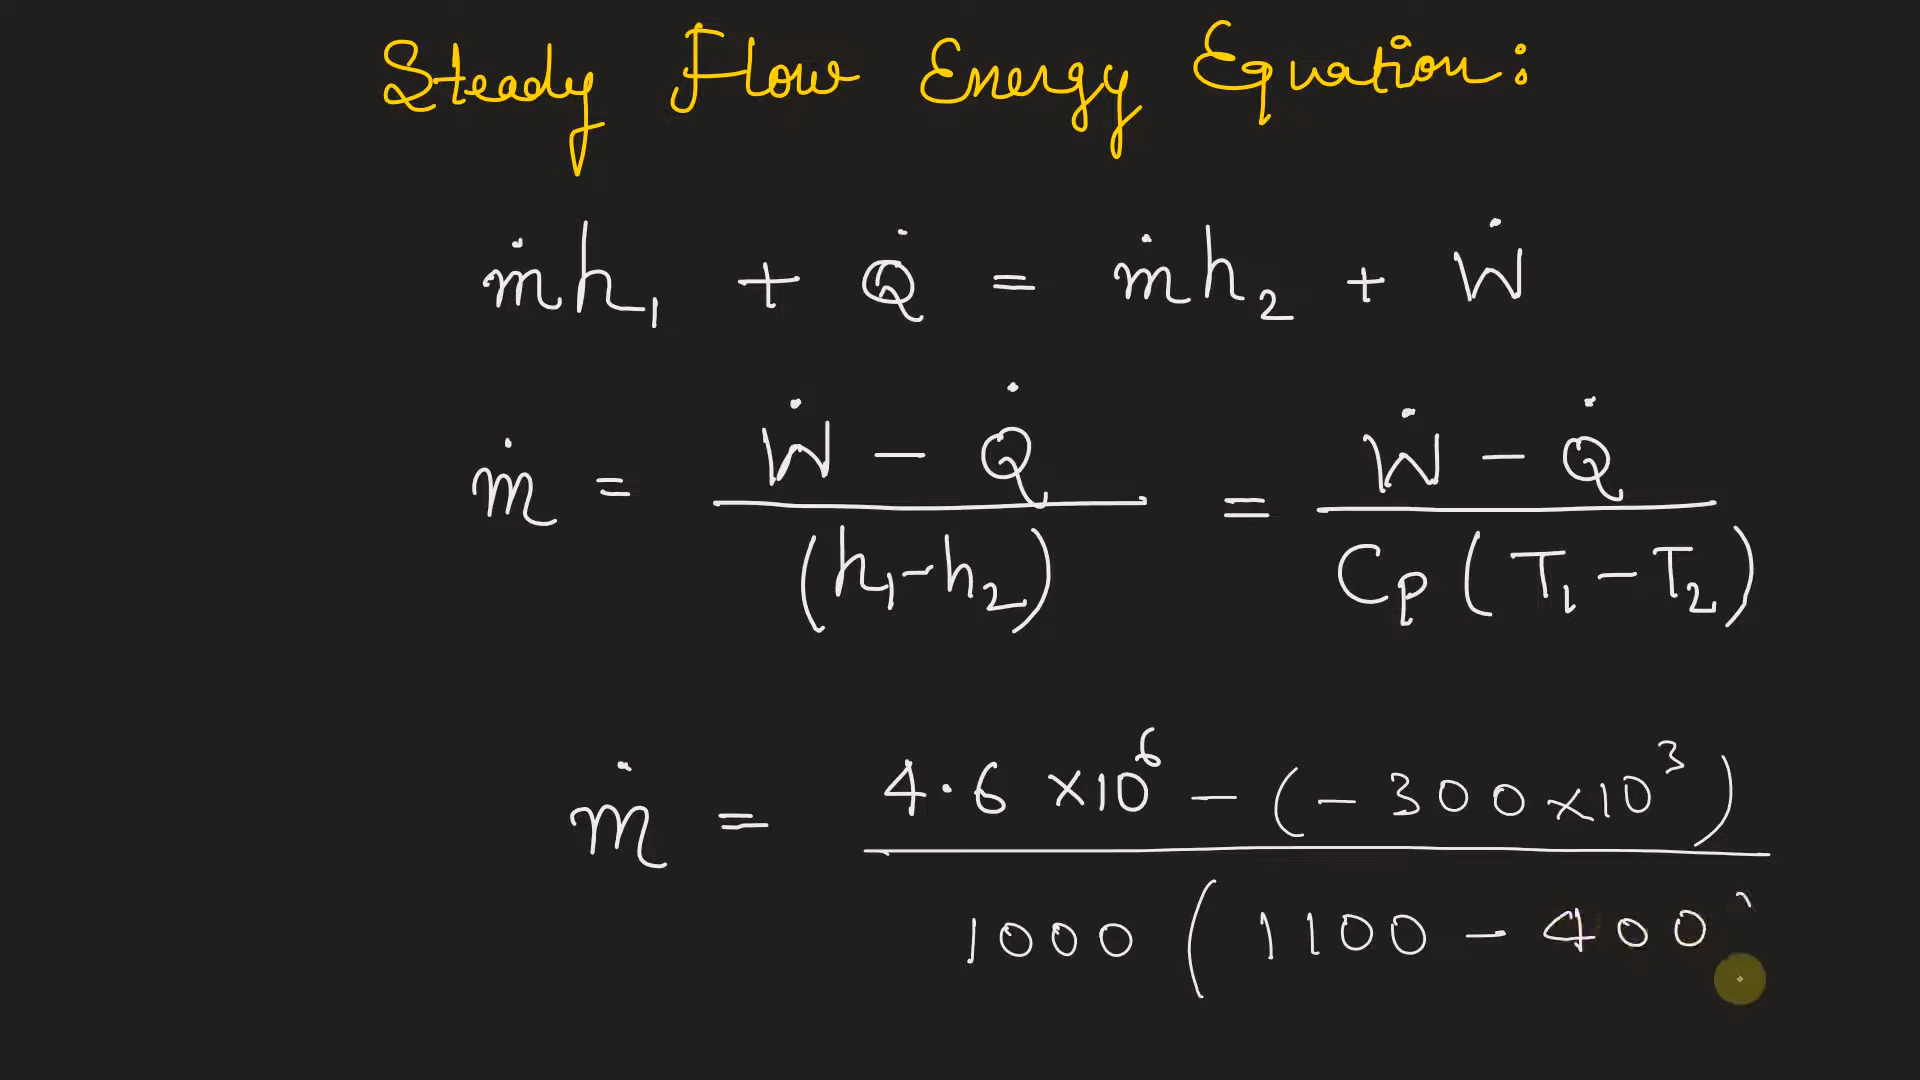 Steady Flow Energy Equation:
ṁh₁ + Q̇ = ṁh₂ + Ẇ
ṁ = (Ẇ − Q̇) / (h₁−h₂) = (Ẇ − Q̇) / Cp(T₁−T₂)
ṁ = (4.6 ×10⁶ − (−300×10³)) / 1000 (1100 − 400